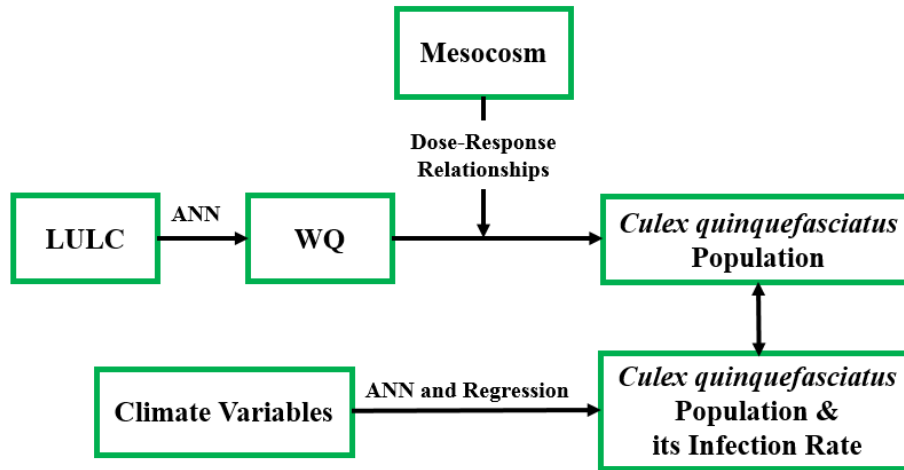 Mesocosm
Dose-Response
Relationships
ANN
LULC
WQ
Culex quinquefasciatus
Population
Climate Variables
ANN and Regression
Culex quinquefasciatus
Population &
its Infection Rate